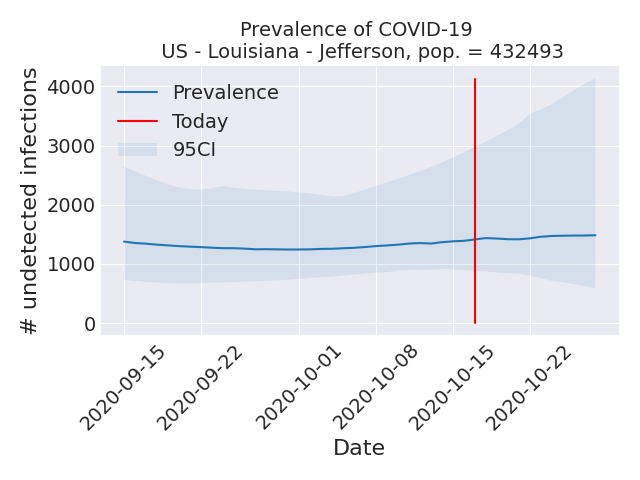 Prevalence of COVID-19
US - Louisiana - Jefferson, pop. = 432493
# undetected infections
4000
3000
2000
1000
0
Prevalence
Today
95CI
2020-09-15
2020-09-22
2020-10-01
2020-10-08
2020-10-15
2020-10-22
Date